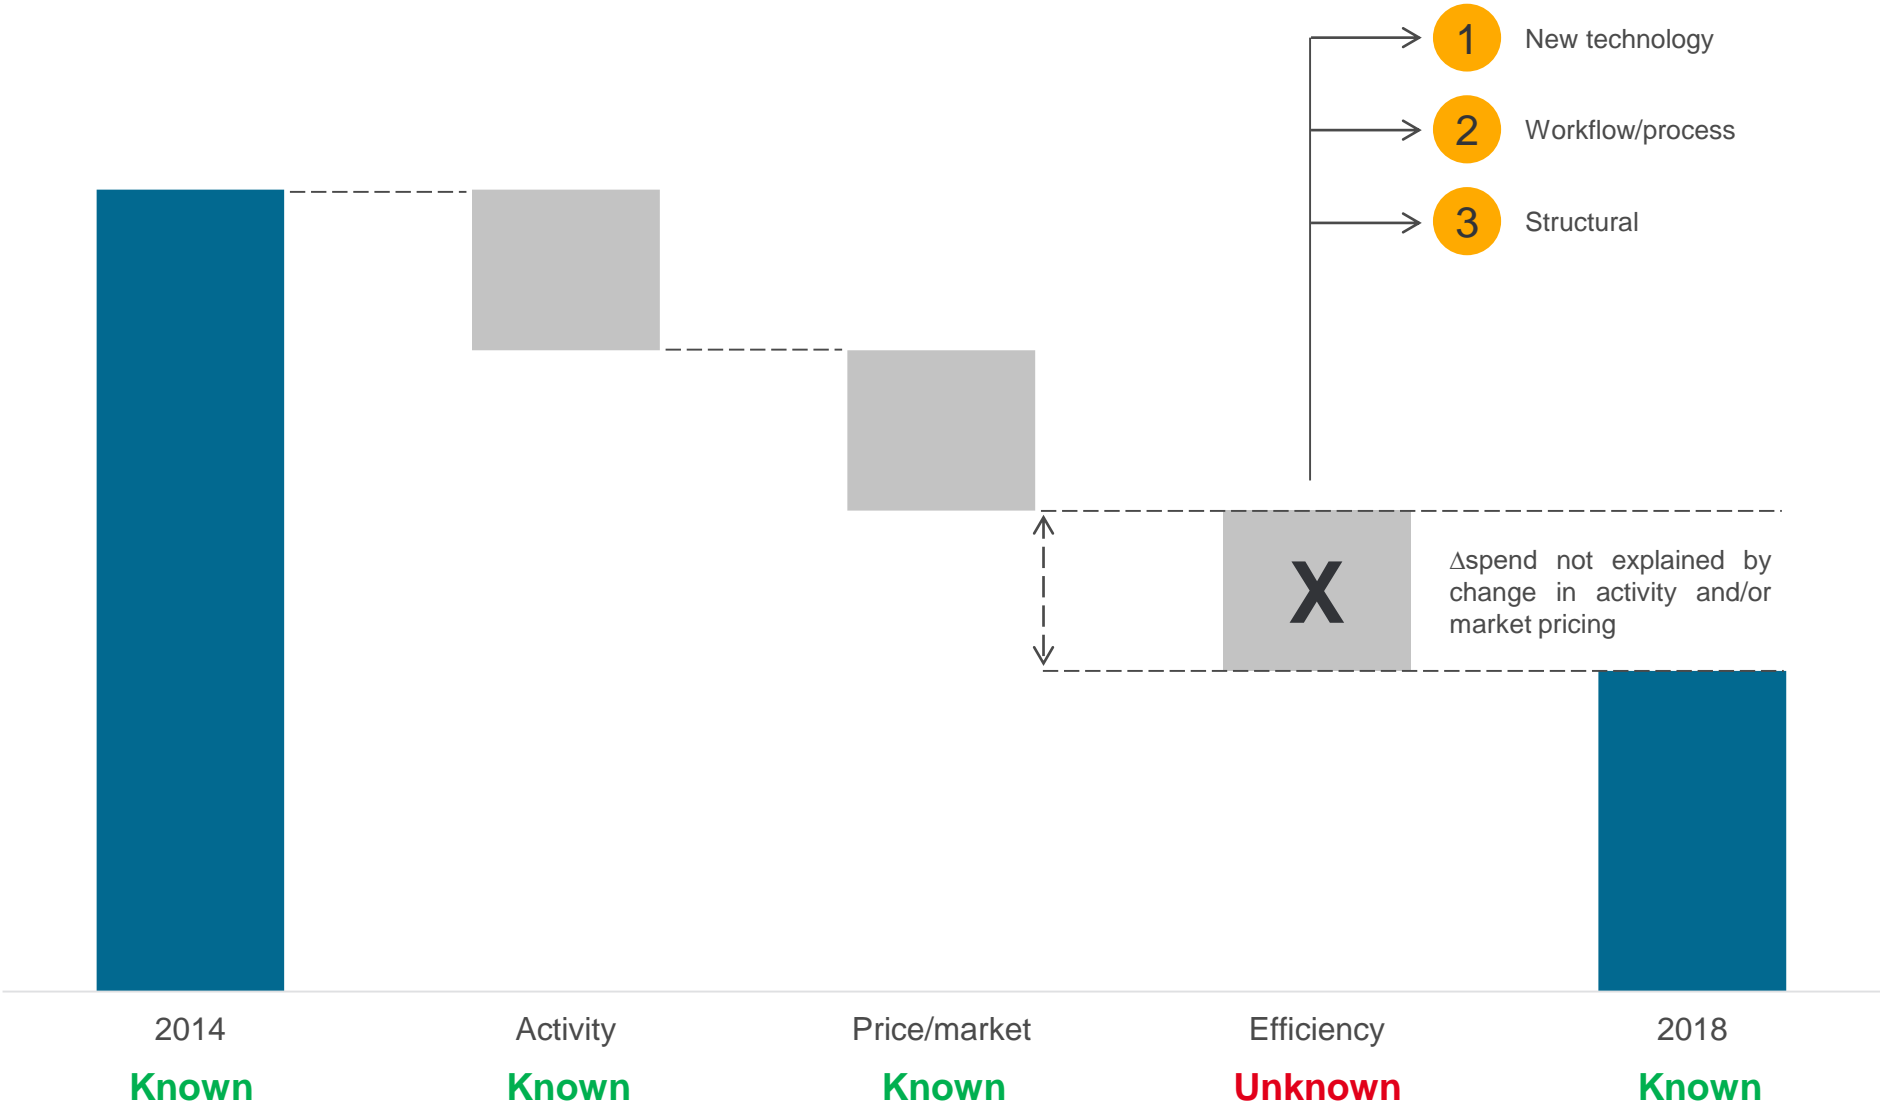 1
New technology
2
Workflow/process
3
Structural
X
Δspend not explained by
change in activity and/or
market pricing
2014
Activity
Price/market
Efficiency
2018
Known
Known
Known
Unknown
Known